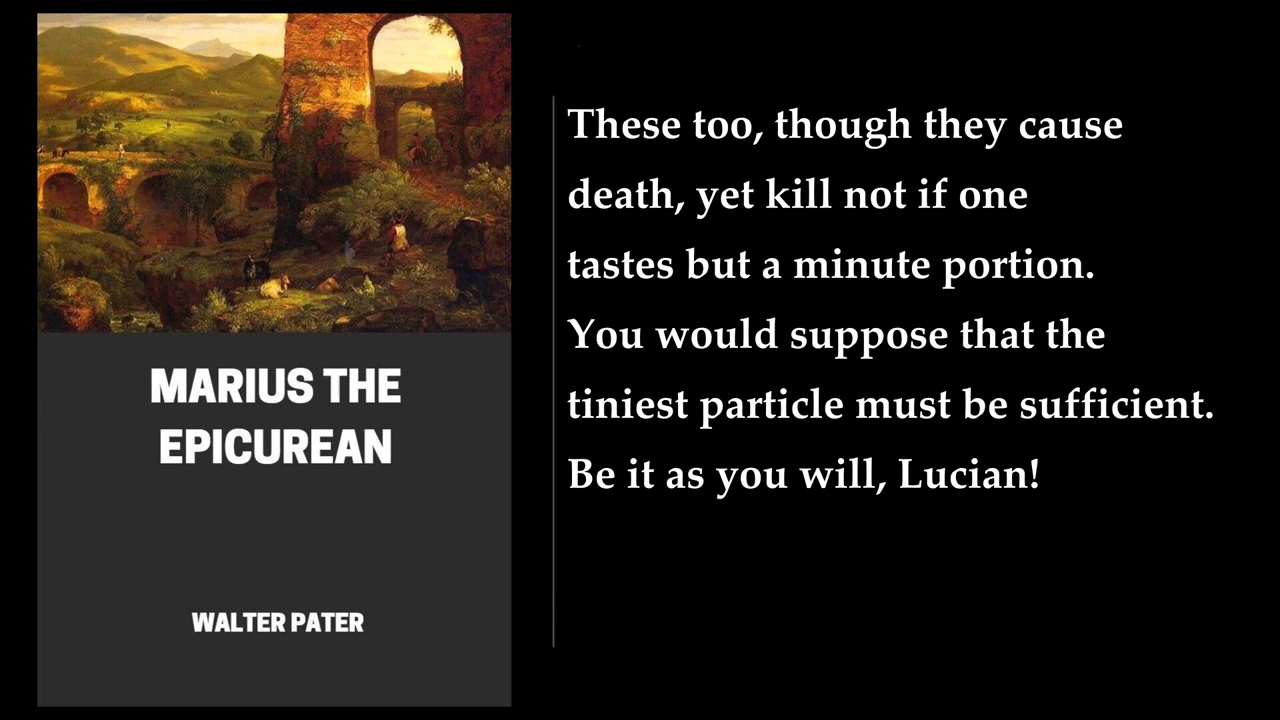 MARIUS THE
EPICUREAN
WALTER PATER
These too, though they cause
death, yet kill not if one
tastes but a minute portion.
You would suppose that the
tiniest particle must be sufficient.
Be it as you will, Lucian!